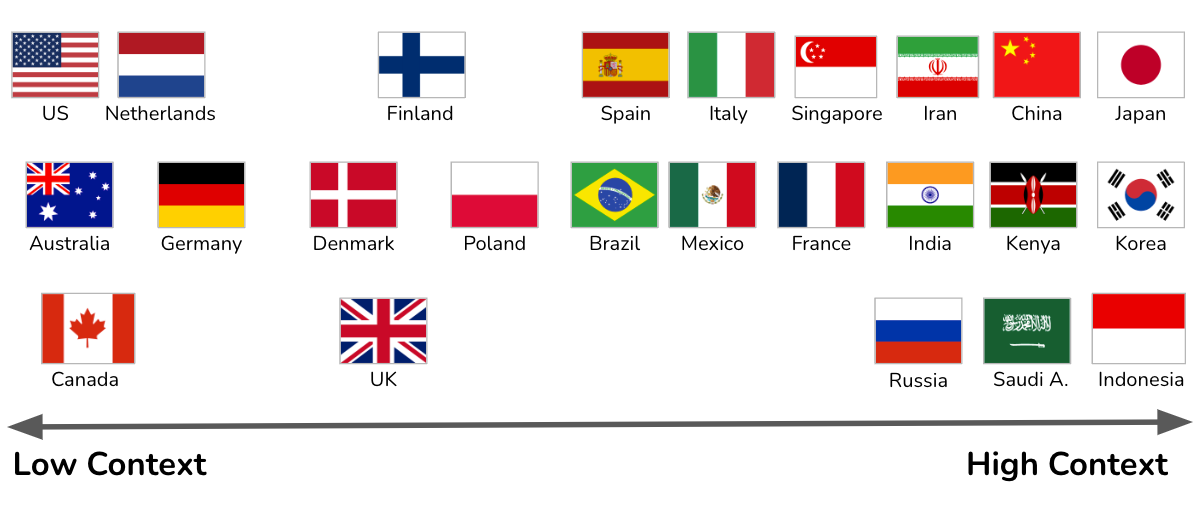 US Netherlands Finland Spain Italy Singapore Iran China Japan
Australia Germany Denmark Poland Brazil Mexico France India Kenya Korea
Canada UK Russia Saudi A. Indonesia
Low Context High Context